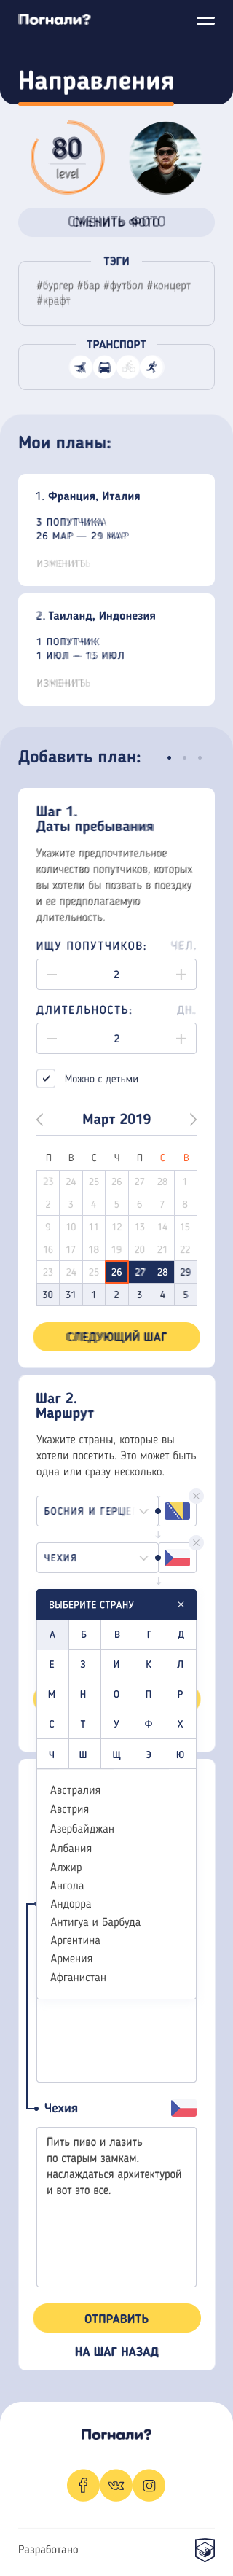 Погнали?
Направления
80
level
СМЕНИТЬ ФОТО
ТЭГИ
#бургер #бар #футбол #концерт
#крафт
ТРАНСПОРТ
Мои планы:
1. Франция, Италия
3 ПОПУТЧИКА
26 МАР — 29 МАР
ИЗМЕНИТЬ
2. Таиланд, Индонезия
1 ПОПУТЧИК
1 ИЮЛ — 15 ИЮЛ
ИЗМЕНИТЬ
Добавить план:
Шаг 1.
Даты пребывания
Укажите предпочтительное
количество попутчиков, которых
вы хотели бы позвать в поездку
и ее предполагаемую
длительность.
ИЩУ ПОПУТЧИКОВ: ЧЕЛ.
— 2 +
ДЛИТЕЛЬНОСТЬ: ДН.
— 2 +
Можно с детьми
Март 2019
П В С Ч П С В
23 24 25 26 27 28 1
2 3 4 5 6 7 8
9 10 11 12 13 14 15
16 17 18 19 20 21 22
23 24 25 26 27 28 29
30 31 1 2 3 4 5
СЛЕДУЮЩИЙ ШАГ
Шаг 2.
Маршрут
Укажите страны, которые вы
хотели посетить. Это может быть
одна или сразу несколько.
БОСНИЯ И ГЕРЦЕ
ЧЕХИЯ
ВЫБЕРИТЕ СТРАНУ
А Б В Г Д
Е З И К Л
М Н О П Р
С Т У Ф Х
Ч Ш Щ Э Ю
Австралия
Австрия
Азербайджан
Албания
Алжир
Ангола
Андорра
Антигуа и Барбуда
Аргентина
Армения
Афганистан
Чехия
Пить пиво и лазить
по старым замкам,
наслаждаться архитектурой
и вот это все.
ОТПРАВИТЬ
НА ШАГ НАЗАД
Погнали?
Разработано